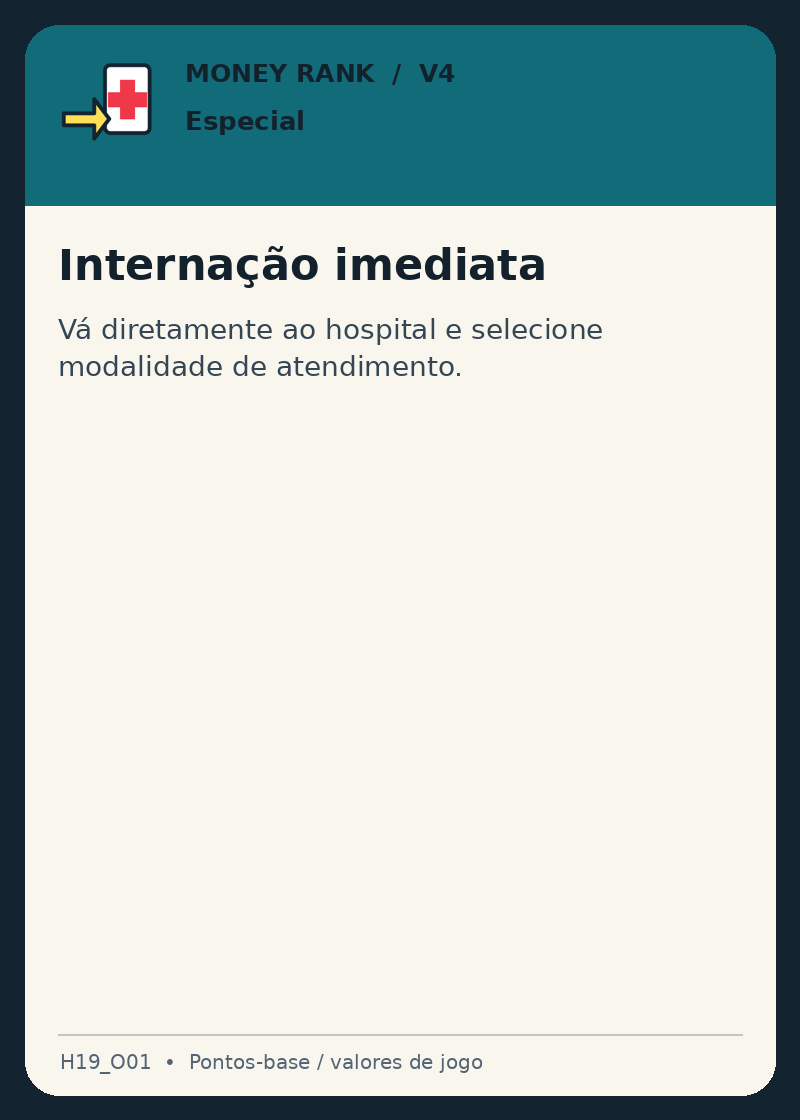 MONEY RANK / V4
Especial
Internação imediata
Vá diretamente ao hospital e selecione
modalidade de atendimento.
H19_O01 • Pontos-base / valores de jogo